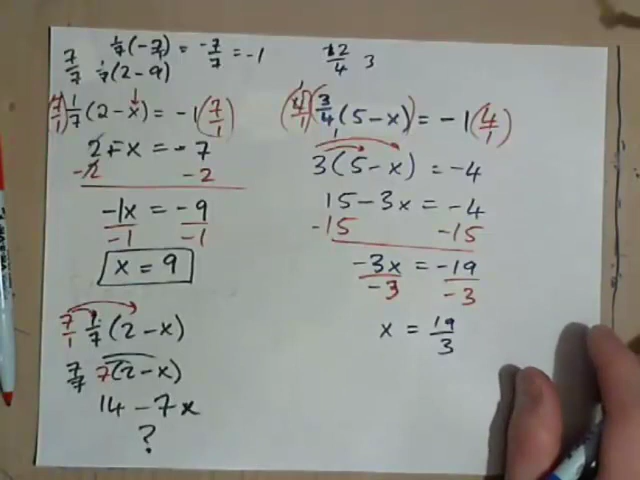 7/7 1/7(-7) = -7/7 = -1
1/7(2-9)
(7/1) 1/7 (2-x) = -1 (7/1)
2 + -x = -7
-2 -2
-1x = -9
-1 -1
x = 9
7/1 1/7 (2-x)
7/7 7(2-x)
14 - 7x
?
12/4 3
(4/1) 3/4 (5-x) = -1 (4/1)
3(5-x) = -4
15 - 3x = -4
-15 -15
-3x = -19
-3 -3
x = 19/3